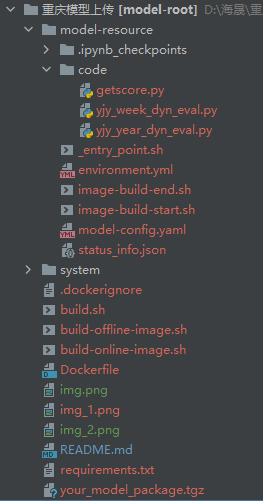 重庆模型上传 [model-root] D:\海晟\重庆模
model-resource
.ipynb_checkpoints
code
getscore.py
yjy_week_dyn_eval.py
yjy_year_dyn_eval.py
_entry_point.sh
environment.yml
image-build-end.sh
image-build-start.sh
model-config.yaml
status_info.json
system
.dockerignore
build.sh
build-offline-image.sh
build-online-image.sh
Dockerfile
img.png
img_1.png
img_2.png
README.md
requirements.txt
your_model_package.tgz